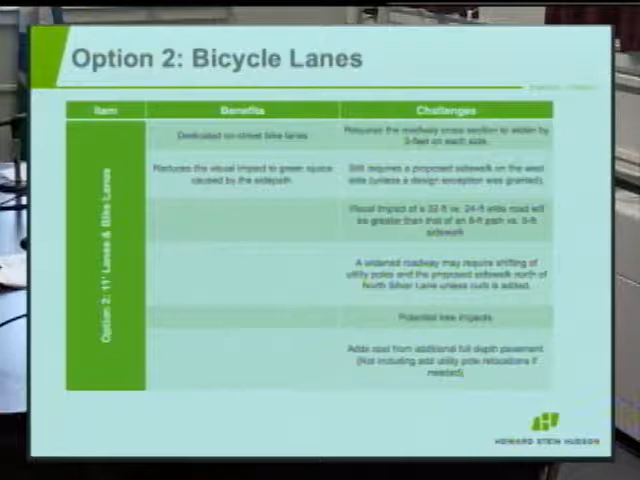 Option 2: Bicycle Lanes
Item
Benefits
Challenges
Option 2: 11' Lanes & Bike Lanes
Dedicated on-street bike lanes
Requires the roadway cross section to widen by
3-feet on each side.
Reduces the visual impact to green space
caused by the sidepath
Still requires a proposed sidewalk on the west
side (unless a design exception was granted).
Visual impact of a 32-ft vs. 24-ft wide road will
be greater than that of an 8-ft path vs. 5-ft
sidewalk
A widened roadway may require shifting of
utility poles and the proposed sidewalk north of
North Silver Lane unless curb is added.
Potential tree impacts
Adds cost from additional full depth pavement
(Not including add utility pole relocations if
needed)
HOWARD STEIN HUDSON